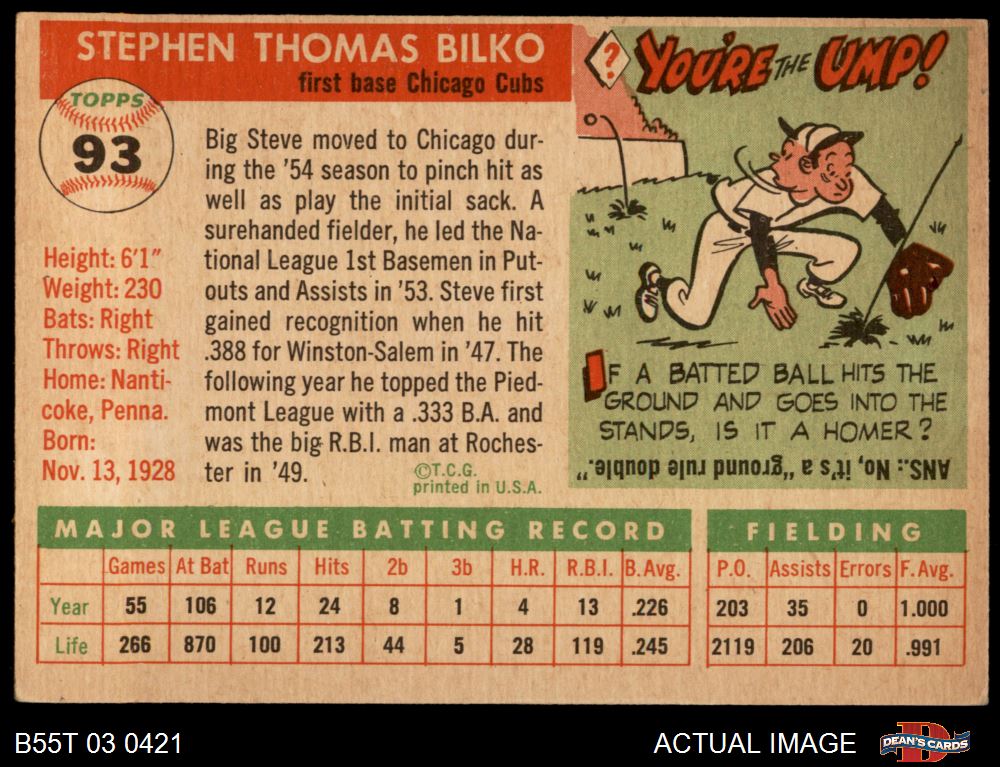 STEPHEN THOMAS BILKO
first base Chicago Cubs
TOPPS
93
Height: 6'1"
Weight: 230
Bats: Right
Throws: Right
Home: Nanti-
coke, Penna.
Born:
Nov. 13, 1928
Big Steve moved to Chicago dur-
ing the '54 season to pinch hit as
well as play the initial sack. A
surehanded fielder, he led the Na-
tional League 1st Basemen in Put-
outs and Assists in '53. Steve first
gained recognition when he hit
.388 for Winston-Salem in '47. The
following year he topped the Pied-
mont League with a .333 B.A. and
was the big R.B.I. man at Roches-
ter in '49.
©T.C.G.
printed in U.S.A.
? YOU'RE THE UMP!
IF A BATTED BALL HITS THE
GROUND AND GOES INTO THE
STANDS, IS IT A HOMER?
ANS.: No, it's a "ground rule double."
MAJOR LEAGUE BATTING RECORD
Games At Bat Runs Hits 2b 3b H.R. R.B.I. B.Avg.
Year 55 106 12 24 8 1 4 13 .226
Life 266 870 100 213 44 5 28 119 .245
FIELDING
P.O. Assists Errors F.Avg.
203 35 0 1.000
2119 206 20 .991
B55T 03 0421
ACTUAL IMAGE
D
DEAN'S CARDS